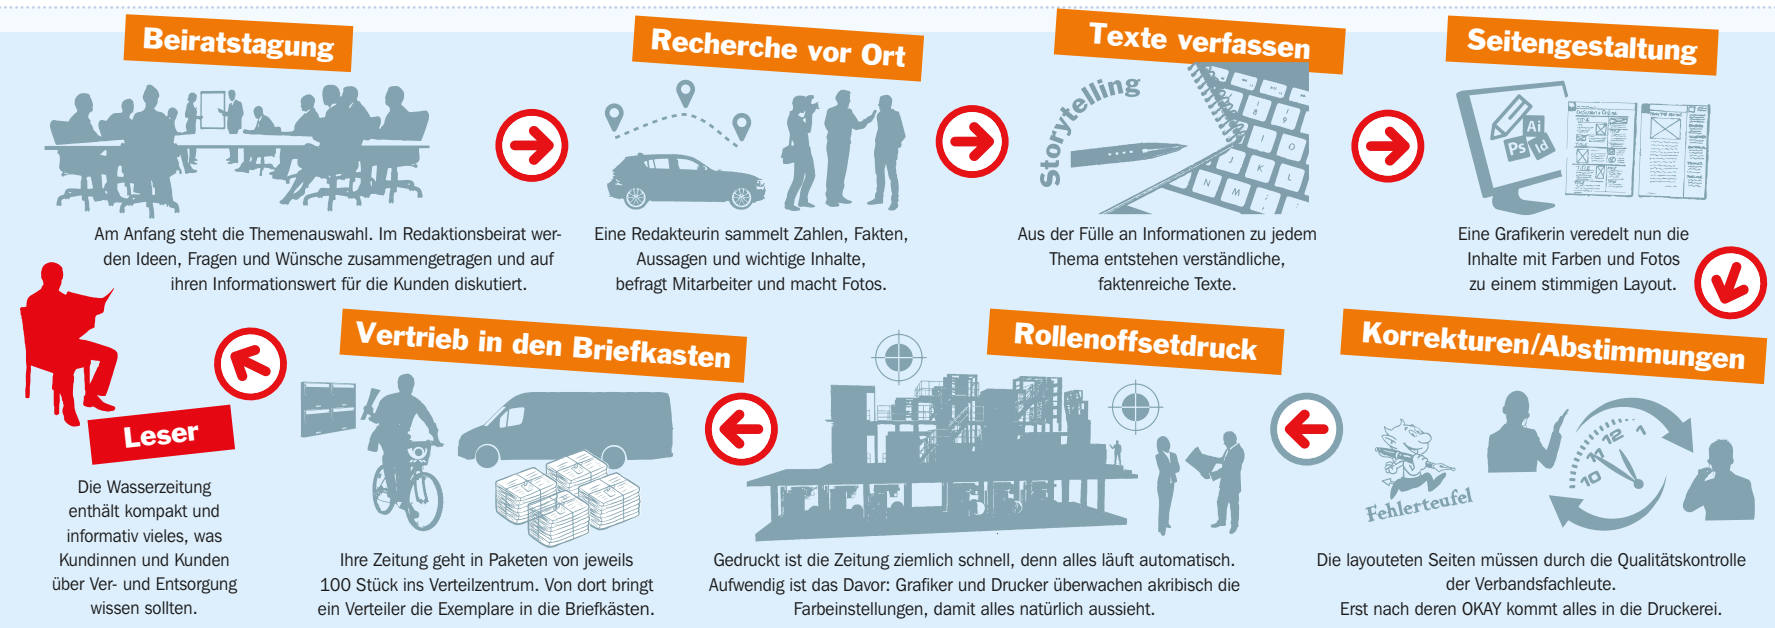 Beiratstagung
Am Anfang steht die Themenauswahl. Im Redaktionsbeirat wer-
den Ideen, Fragen und Wünsche zusammengetragen und auf
ihren Informationswert für die Kunden diskutiert.
Recherche vor Ort
Eine Redakteurin sammelt Zahlen, Fakten,
Aussagen und wichtige Inhalte,
befragt Mitarbeiter und macht Fotos.
Texte verfassen
Storytelling
8
9
I
O
J
K
L
N
M
Aus der Fülle an Informationen zu jedem
Thema entstehen verständliche,
faktenreiche Texte.
Seitengestaltung
Ai
Ps Id
Eine Grafikerin veredelt nun die
Inhalte mit Farben und Fotos
zu einem stimmigen Layout.
Korrekturen/Abstimmungen
Fehlerteufel
10 11 12 1
Die layouteten Seiten müssen durch die Qualitätskontrolle
der Verbandsfachleute.
Erst nach deren OKAY kommt alles in die Druckerei.
Rollenoffsetdruck
Gedruckt ist die Zeitung ziemlich schnell, denn alles läuft automatisch.
Aufwendig ist das Davor: Grafiker und Drucker überwachen akribisch die
Farbeinstellungen, damit alles natürlich aussieht.
Vertrieb in den Briefkasten
Ihre Zeitung geht in Paketen von jeweils
100 Stück ins Verteilzentrum. Von dort bringt
ein Verteiler die Exemplare in die Briefkästen.
Leser
Die Wasserzeitung
enthält kompakt und
informativ vieles, was
Kundinnen und Kunden
über Ver- und Entsorgung
wissen sollten.